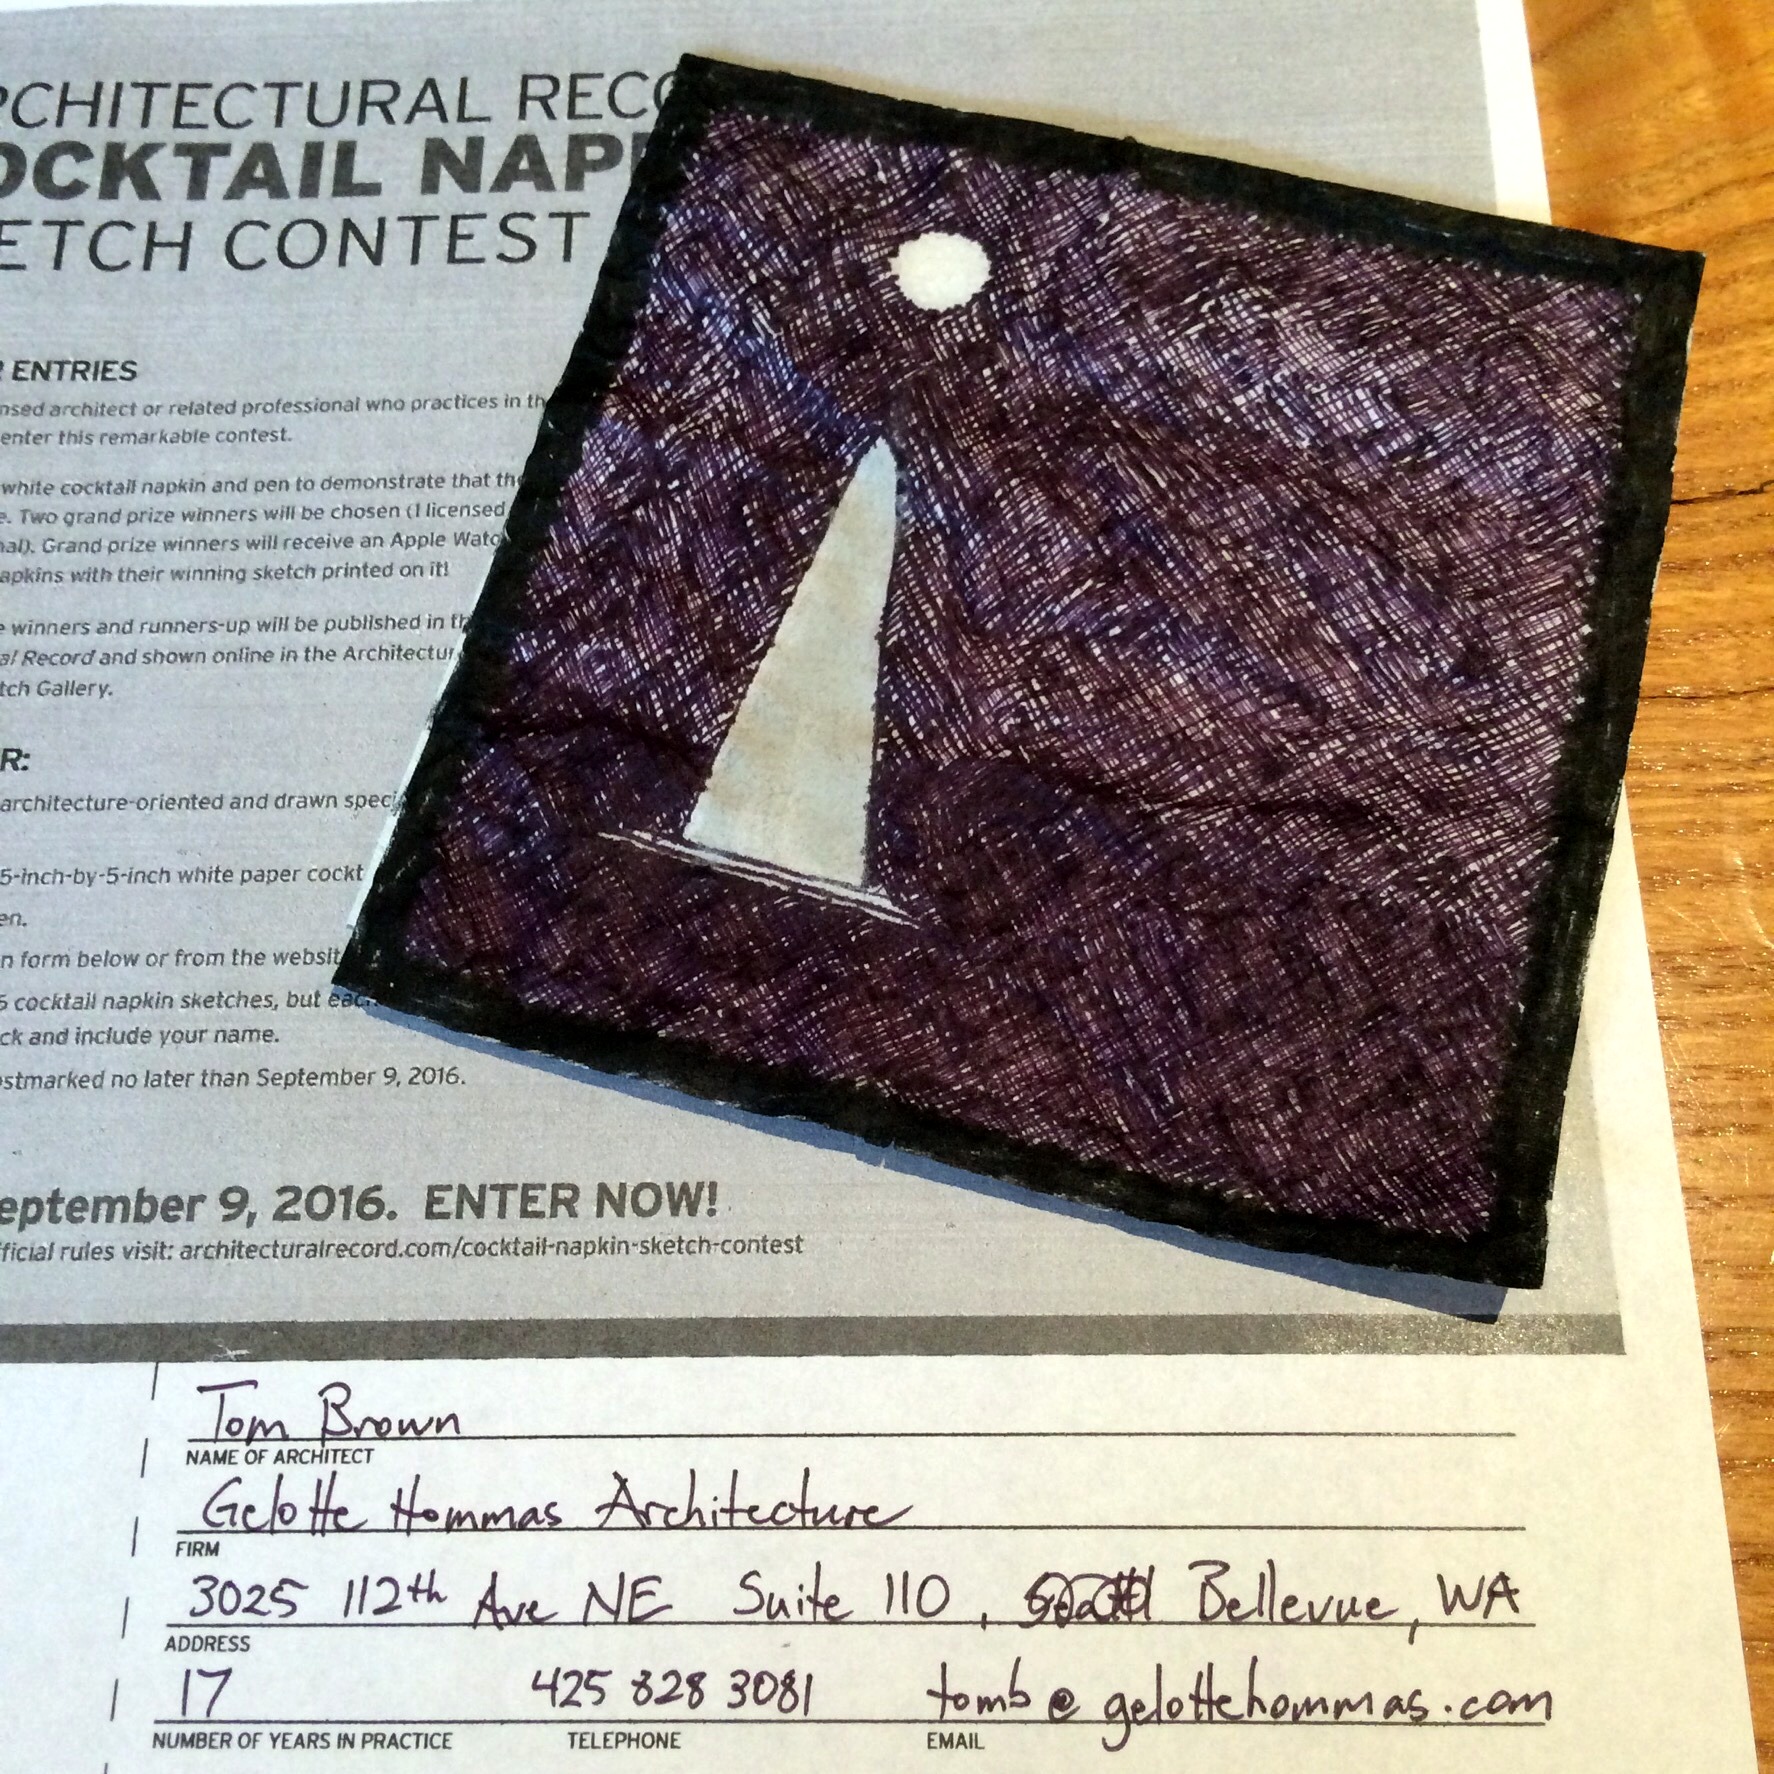 RCHITECTURAL RECO
OCKTAIL NAP
ETCH CONTEST
R ENTRIES
nsed architect or related professional who practices in th
enter this remarkable contest.
white cocktail napkin and pen to demonstrate that the
e. Two grand prize winners will be chosen (1 licensed
nal). Grand prize winners will receive an Apple Watc
apkins with their winning sketch printed on it!
e winners and runners-up will be published in th
al Record and shown online in the Architectur
tch Gallery.
R:
architecture-oriented and drawn speci
5-inch-by-5-inch white paper cockt
en.
n form below or from the websit
6 cocktail napkin sketches, but eac
ck and include your name.
ostmarked no later than September 9, 2016.
eptember 9, 2016. ENTER NOW!
fficial rules visit: architecturalrecord.com/cocktail-napkin-sketch-contest
Tom Brown
NAME OF ARCHITECT
Gelotte Hommas Architecture
FIRM
3025 112th Ave NE Suite 110, Bellevue, WA
ADDRESS
17 425 828 3081 tomb@gelottehommas.com
NUMBER OF YEARS IN PRACTICE TELEPHONE EMAIL